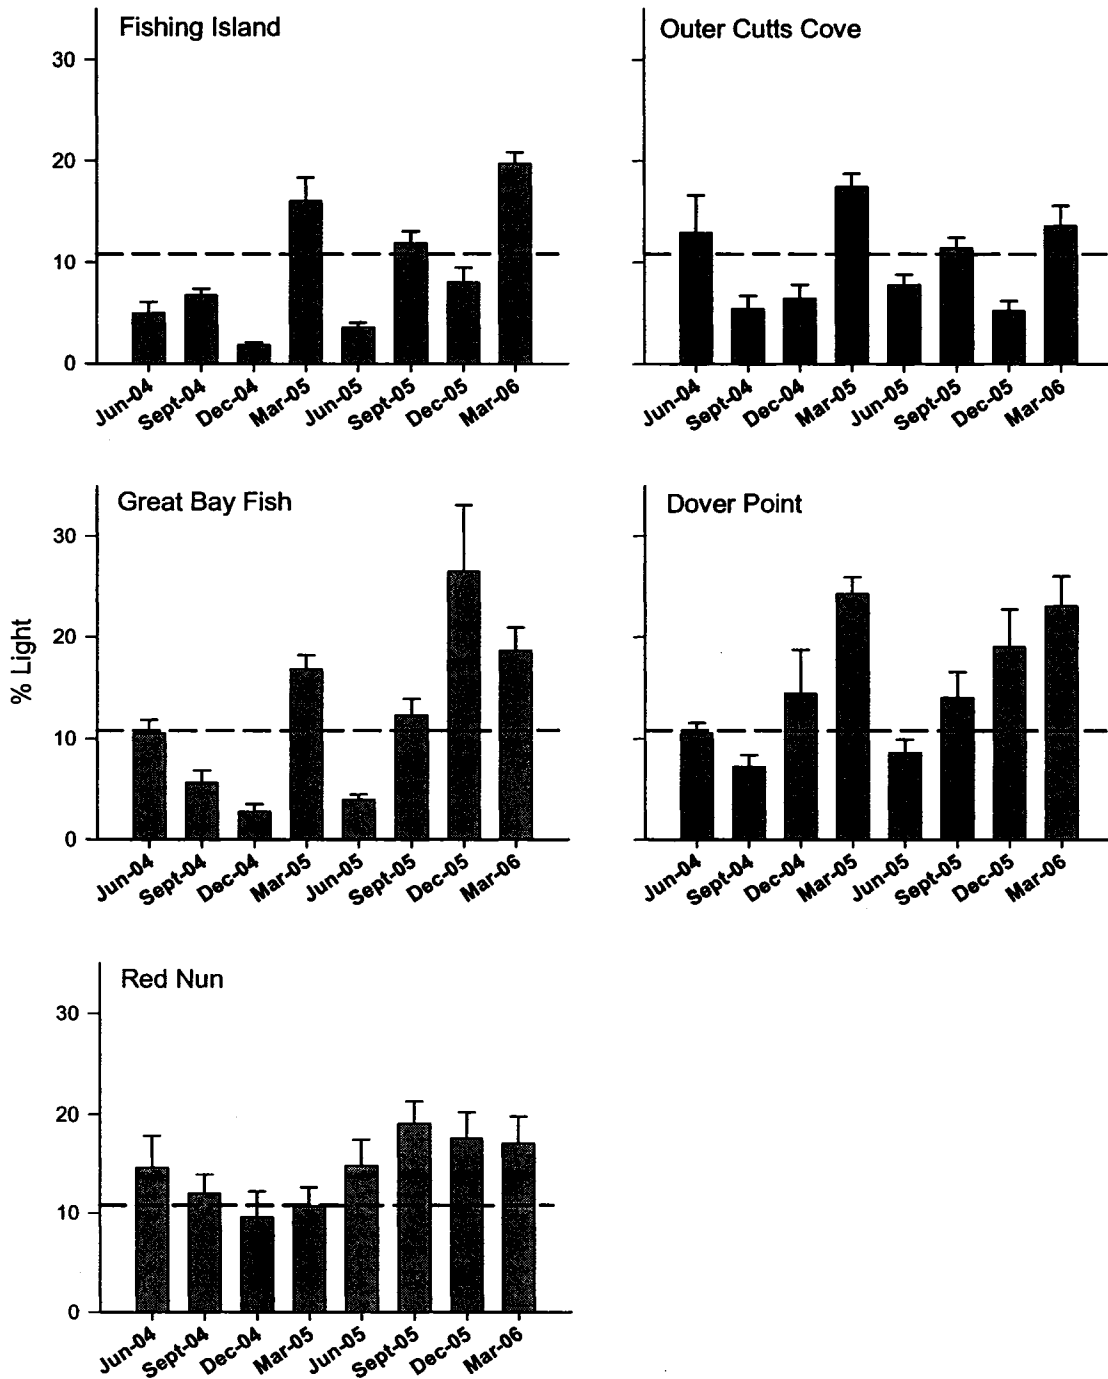 Fishing Island
30
20
10
0
Jun-04
Sept-04
Dec-04
Mar-05
Jun-05
Sept-05
Dec-05
Mar-06
Outer Cutts Cove
Jun-04
Sept-04
Dec-04
Mar-05
Jun-05
Sept-05
Dec-05
Mar-06
% Light
Great Bay Fish
30
20
10
0
Jun-04
Sept-04
Dec-04
Mar-05
Jun-05
Sept-05
Dec-05
Mar-06
Dover Point
Jun-04
Sept-04
Dec-04
Mar-05
Jun-05
Sept-05
Dec-05
Mar-06
Red Nun
30
20
10
0
Jun-04
Sept-04
Dec-04
Mar-05
Jun-05
Sept-05
Dec-05
Mar-06